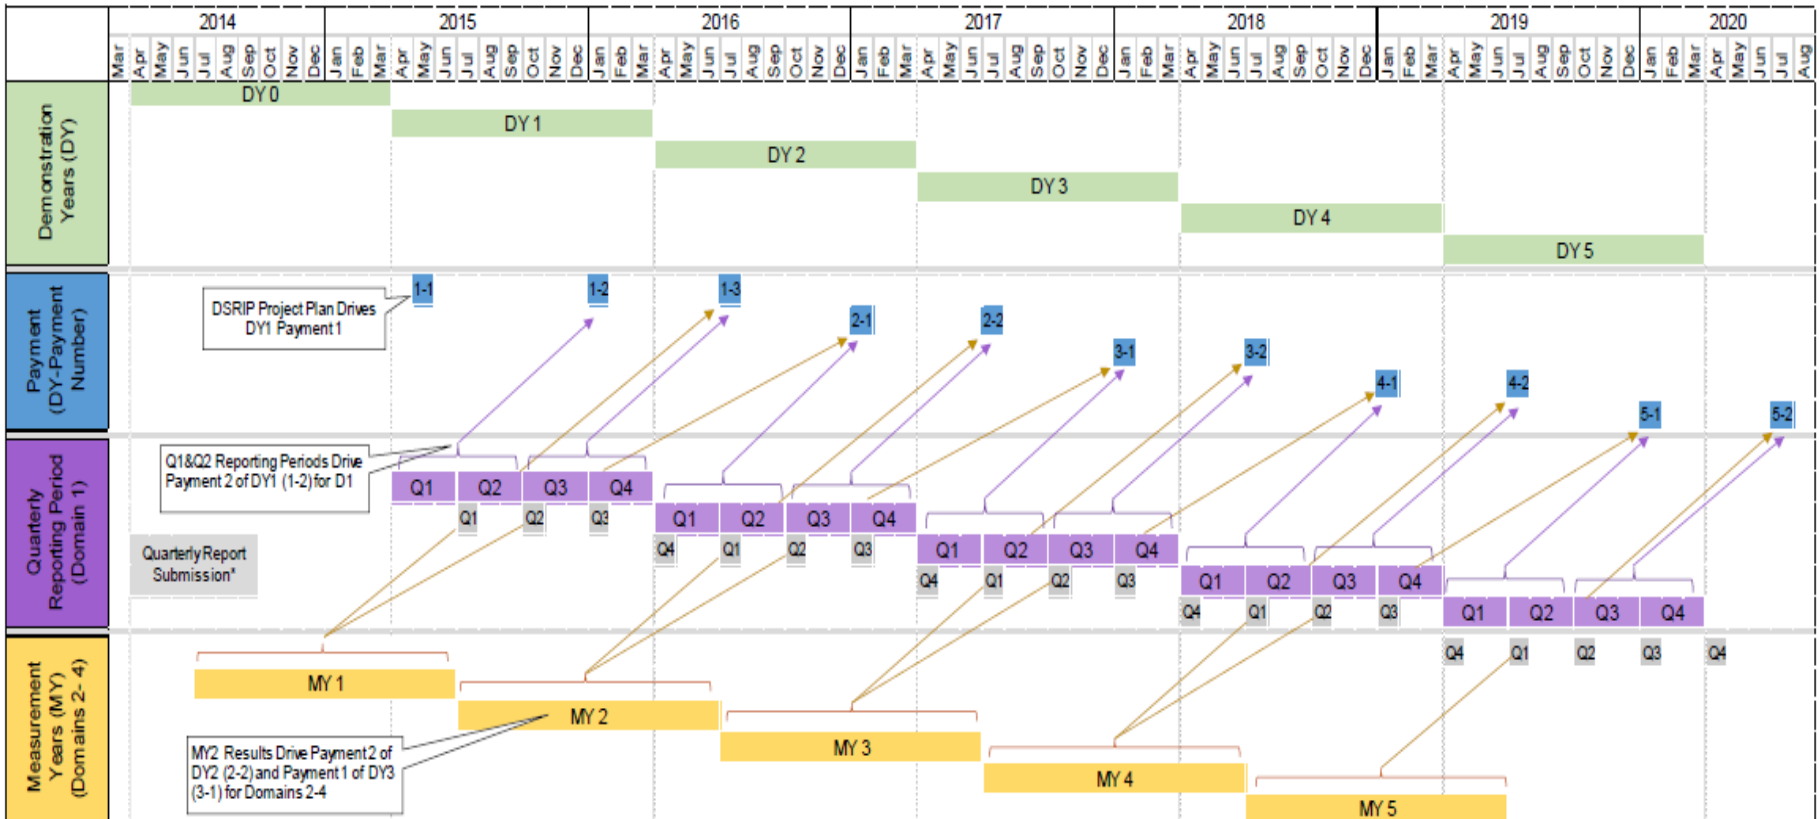 2014 2015 2016 2017 2018 2019 2020
Mar Apr May Jun Jul Aug Sep Oct Nov Dec Jan Feb Mar Apr May Jun Jul Aug Sep Oct Nov Dec Jan Feb Mar Apr May Jun Jul Aug Sep Oct Nov Dec Jan Feb Mar Apr May Jun Jul Aug Sep Oct Nov Dec Jan Feb Mar Apr May Jun Jul Aug Sep Oct Nov Dec Jan Feb Mar Apr May Jun Jul Aug Sep Oct Nov Dec Jan Feb Mar Apr May Jun Jul Aug
Demonstration
Years (DY)
DY 0
DY 1
DY 2
DY 3
DY 4
DY 5
Payment
(DY-Payment
Number)
DSRIP Project Plan Drives
DY1 Payment 1
1-1 1-2 1-3
2-1 2-2
3-1 3-2
4-1 4-2
5-1 5-2
Quarterly
Reporting Period
(Domain 1)
Q1&Q2 Reporting Periods Drive
Payment 2 of DY1 (1-2) for D1
Quarterly Report
Submission*
Q1 Q2 Q3 Q4
Q1 Q2 Q3
Q1 Q2 Q3 Q4
Q4 Q1 Q2 Q3
Q1 Q2 Q3 Q4
Q4 Q1 Q2 Q3
Q1 Q2 Q3 Q4
Q4 Q1 Q2 Q3
Q1 Q2 Q3 Q4
Q4 Q1 Q2 Q3 Q4
Measurement
Years (MY)
(Domains 2- 4)
MY 1
MY 2
MY 3
MY 4
MY 5
MY2 Results Drive Payment 2 of
DY2 (2-2) and Payment 1 of DY3
(3-1) for Domains 2-4